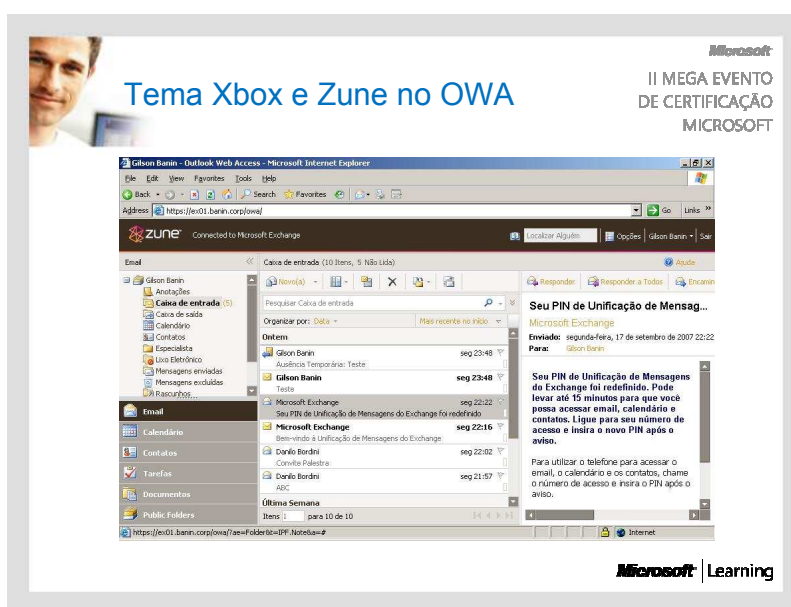 Microsoft
II MEGA EVENTO
DE CERTIFICAÇÃO
MICROSOFT
Tema Xbox e Zune no OWA
Gilson Banin - Outlook Web Access - Microsoft Internet Explorer
File Edit View Favorites Tools Help
Back Search Favorites
Address https://ex01.banin.corp/owa/ Go Links »
zune Connected to Microsoft Exchange Localizar Alguém Opções Gilson Banin Sair
Email « Caixa de entrada (10 Itens, 5 Não Lida) Ajuda
Gilson Banin
Anotações
Caixa de entrada (5)
Caixa de saída
Calendário
Contatos
Especialista
Lixo Eletrônico
Mensagens enviadas
Mensagens excluídas
Rascunhos
Email
Calendário
Contatos
Tarefas
Documentos
Public Folders
Novo(a)
Pesquisar Caixa de entrada
Organizar por: Data Mais recente no início
Ontem
Gilson Banin seg 23:48
Ausência Temporária: Teste
Gilson Banin seg 23:48
Teste
Microsoft Exchange seg 22:22
Seu PIN de Unificação de Mensagens do Exchange foi redefinido
Microsoft Exchange seg 22:16
Bem-vindo à Unificação de Mensagens do Exchange
Danilo Bordini seg 22:02
Convite Palestra
Danilo Bordini seg 21:57
ABC
Última Semana
Itens 1 para 10 de 10
Responder Responder a Todos Encamin
Seu PIN de Unificação de Mensag...
Microsoft Exchange
Enviado: segunda-feira, 17 de setembro de 2007 22:22
Para: Gilson Banin
Seu PIN de Unificação de Mensagens
do Exchange foi redefinido. Pode
levar até 15 minutos para que você
possa acessar email, calendário e
contatos. Ligue para seu número de
acesso e insira o novo PIN após o
aviso.
Para utilizar o telefone para acessar o
email, o calendário e os contatos, chame
o número de acesso e insira o PIN após o
aviso.
https://ex01.banin.corp/owa/?ae=Folder&t=IPF.Note&a=# Internet
Microsoft Learning